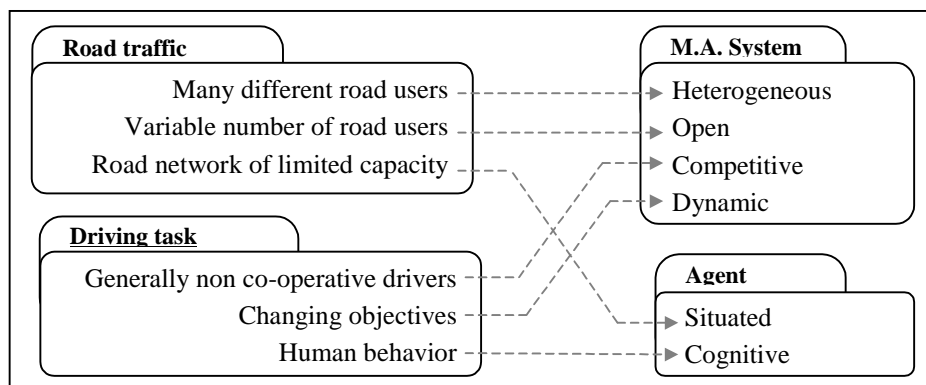 Road traffic
Many different road users
Variable number of road users
Road network of limited capacity
Driving task
Generally non co-operative drivers
Changing objectives
Human behavior
M.A. System
Heterogeneous
Open
Competitive
Dynamic
Agent
Situated
Cognitive